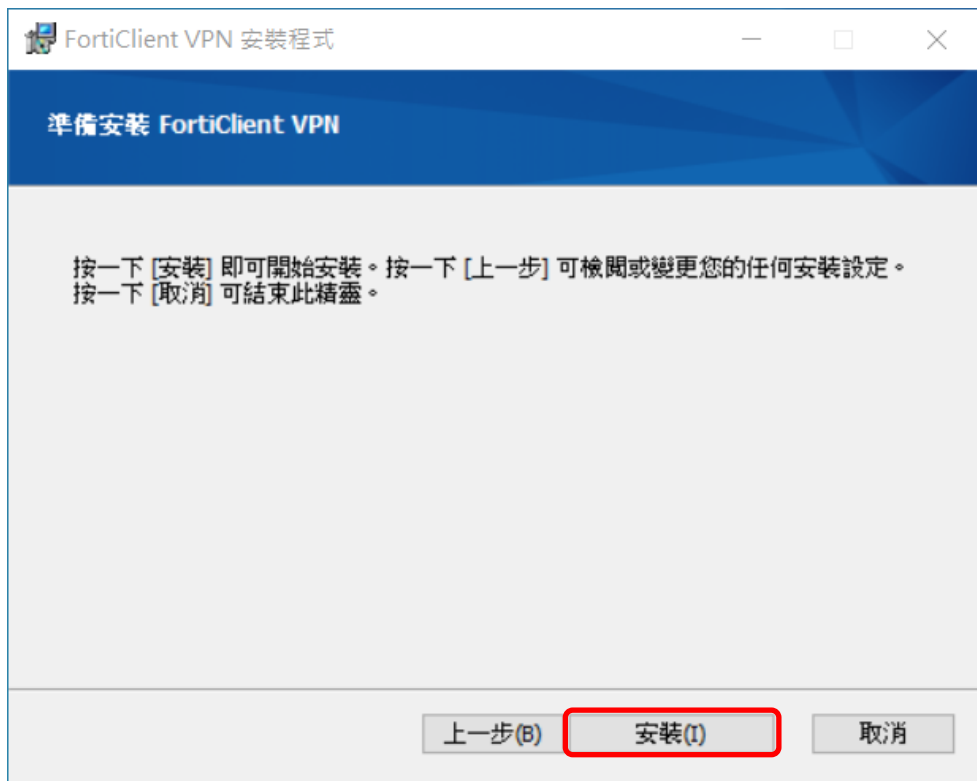 FortiClient VPN 安裝程式
準備安裝 FortiClient VPN
按一下 [安裝] 即可開始安裝。按一下 [上一步] 可檢閱或變更您的任何安裝設定。
按一下 [取消] 可結束此精靈。
上一步(B) 安裝(I) 取消